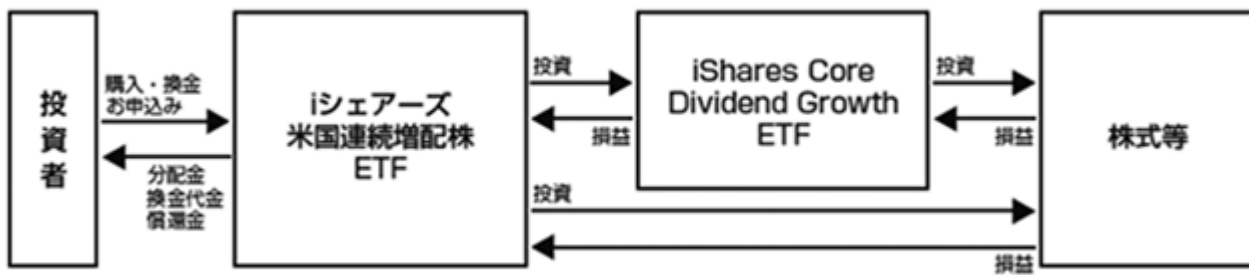 投資者
購入・換金
お申込み
分配金
換金代金
償還金
iシェアーズ
米国連続増配株
ETF
投資
損益
iShares Core
Dividend Growth
ETF
投資
損益
投資
損益
株式等